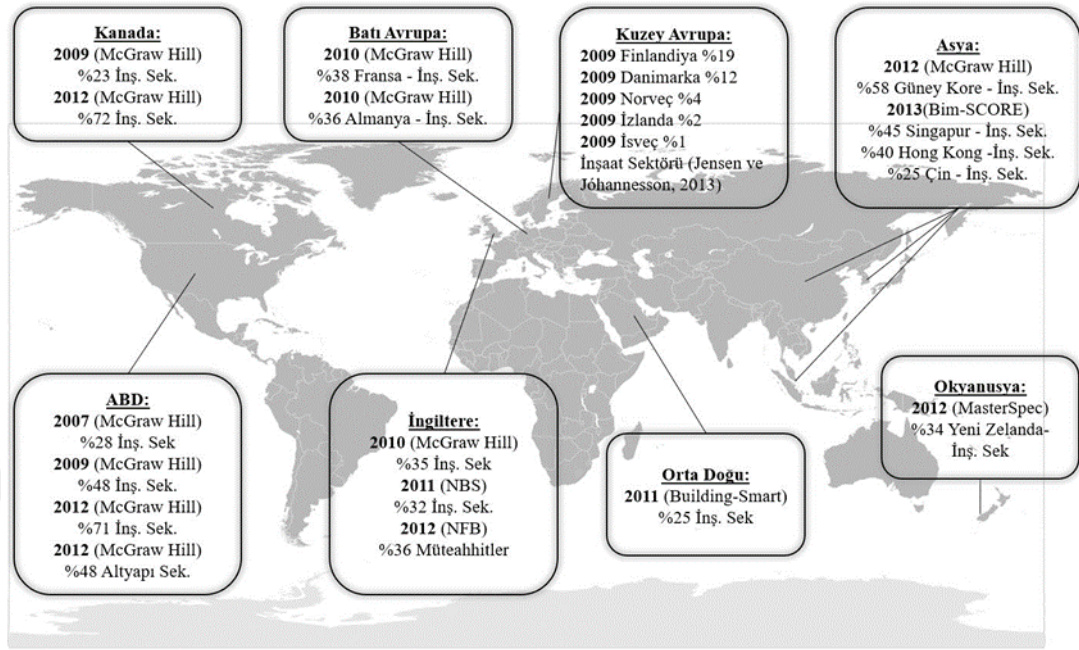 Kanada:
2009 (McGraw Hill)
%23 İnş. Sek.
2012 (McGraw Hill)
%72 İnş. Sek.
Batı Avrupa:
2010 (McGraw Hill)
%38 Fransa - İnş. Sek.
2010 (McGraw Hill)
%36 Almanya - İnş. Sek.
Kuzey Avrupa:
2009 Finlandiya %19
2009 Danimarka %12
2009 Norveç %4
2009 İzlanda %2
2009 İsveç %1
İnşaat Sektörü (Jensen ve
Jóhannesson, 2013)
Asya:
2012 (McGraw Hill)
%58 Güney Kore - İnş. Sek.
2013(Bim-SCORE)
%45 Singapur - İnş. Sek.
%40 Hong Kong -İnş. Sek.
%25 Çin - İnş. Sek.
ABD:
2007 (McGraw Hill)
%28 İnş. Sek
2009 (McGraw Hill)
%48 İnş. Sek.
2012 (McGraw Hill)
%71 İnş. Sek.
2012 (McGraw Hill)
%48 Altyapı Sek.
İngiltere:
2010 (McGraw Hill)
%35 İnş. Sek
2011 (NBS)
%32 İnş. Sek.
2012 (NFB)
%36 Müteahhitler
Orta Doğu:
2011 (Building-Smart)
%25 İnş. Sek
Okyanusya:
2012 (MasterSpec)
%34 Yeni Zelanda-
İnş. Sek